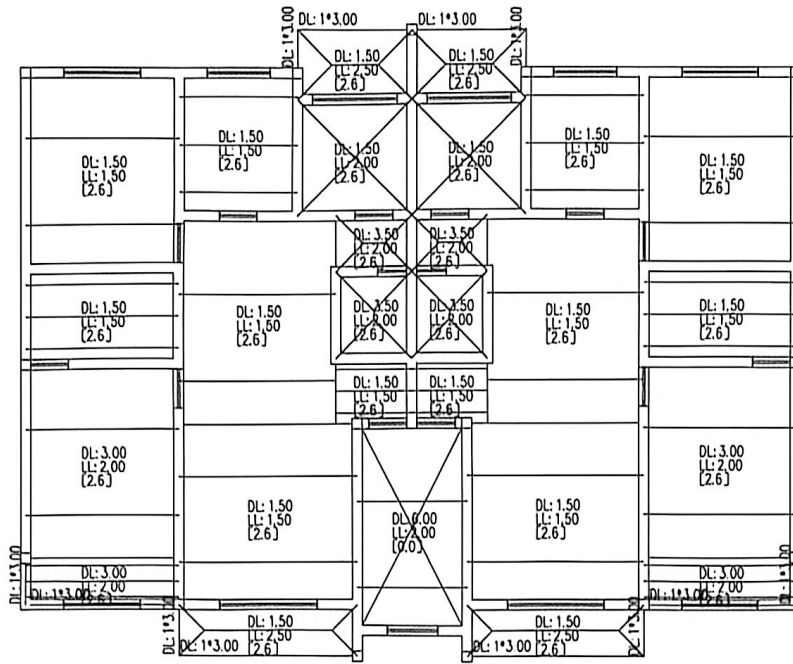 DL: 1*3.00
DL: 1*3.00
DL: 1*3.00
DL: 1*3.00
DL: 1.50
LL: 2,50
[2.6]
DL: 1.50
LL: 2,50
[2.6]
DL: 1.50
LL: 1,50
[2.6]
DL: 1.50
LL: 1,50
[2.6]
DL: 1.50
LL: 2,00
[2.6]
DL: 1.50
LL: 2,00
[2.6]
DL: 1.50
LL: 1,50
[2.6]
DL: 1.50
LL: 1,50
[2.6]
DL: 3.50
LL: 2,00
[2.6]
DL: 3.50
LL: 2,00
[2.6]
DL: 1.50
LL: 1,50
[2.6]
DL: 1.50
LL: 1,50
[2.6]
DL: 3.50
LL: 2,00
[2.6]
DL: 3.50
LL: 2,00
[2.6]
DL: 1.50
LL: 1,50
[2.6]
DL: 1.50
LL: 1,50
[2.6]
DL: 1.50
LL: 1,50
[2.6]
DL: 1.50
LL: 1,50
[2.6]
DL: 3.00
LL: 2,00
[2.6]
DL: 1.50
LL: 1,50
[2.6]
DL: 0.00
LL: 2,00
[0.0]
DL: 1.50
LL: 1,50
[2.6]
DL: 3.00
LL: 2,00
[2.6]
DL: 1*3.00
DL: 3.00
LL: 2,00
[2.6]
DL: 1*3.00
DL: 3.00
LL: 2,00
[2.6]
DL: 1*3.00
DL: 1*3.00
DL: 1*3.00
DL: 1.50
LL: 2,50
[2.6]
DL: 1*3.00
DL: 1.50
LL: 2,50
[2.6]
DL: 1*3.00
DL: 1*3.00
DL: 1*3.00